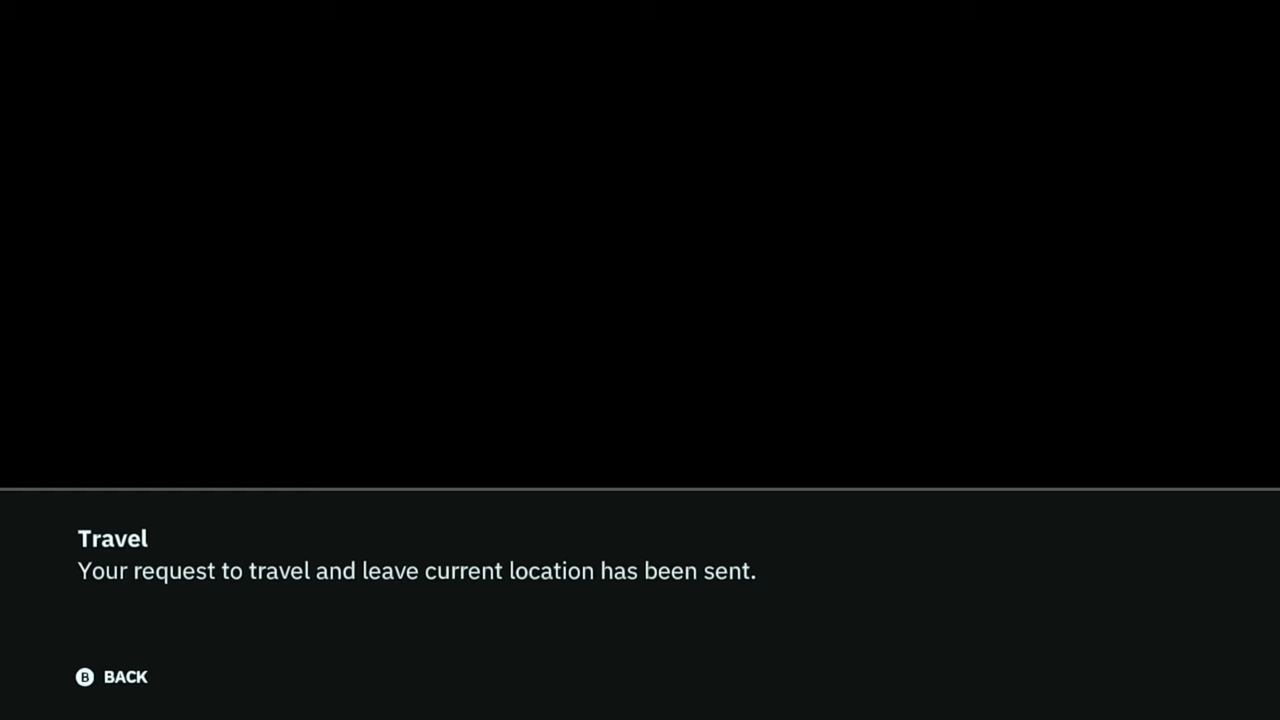 Travel
Your request to travel and leave current location has been sent.
B BACK